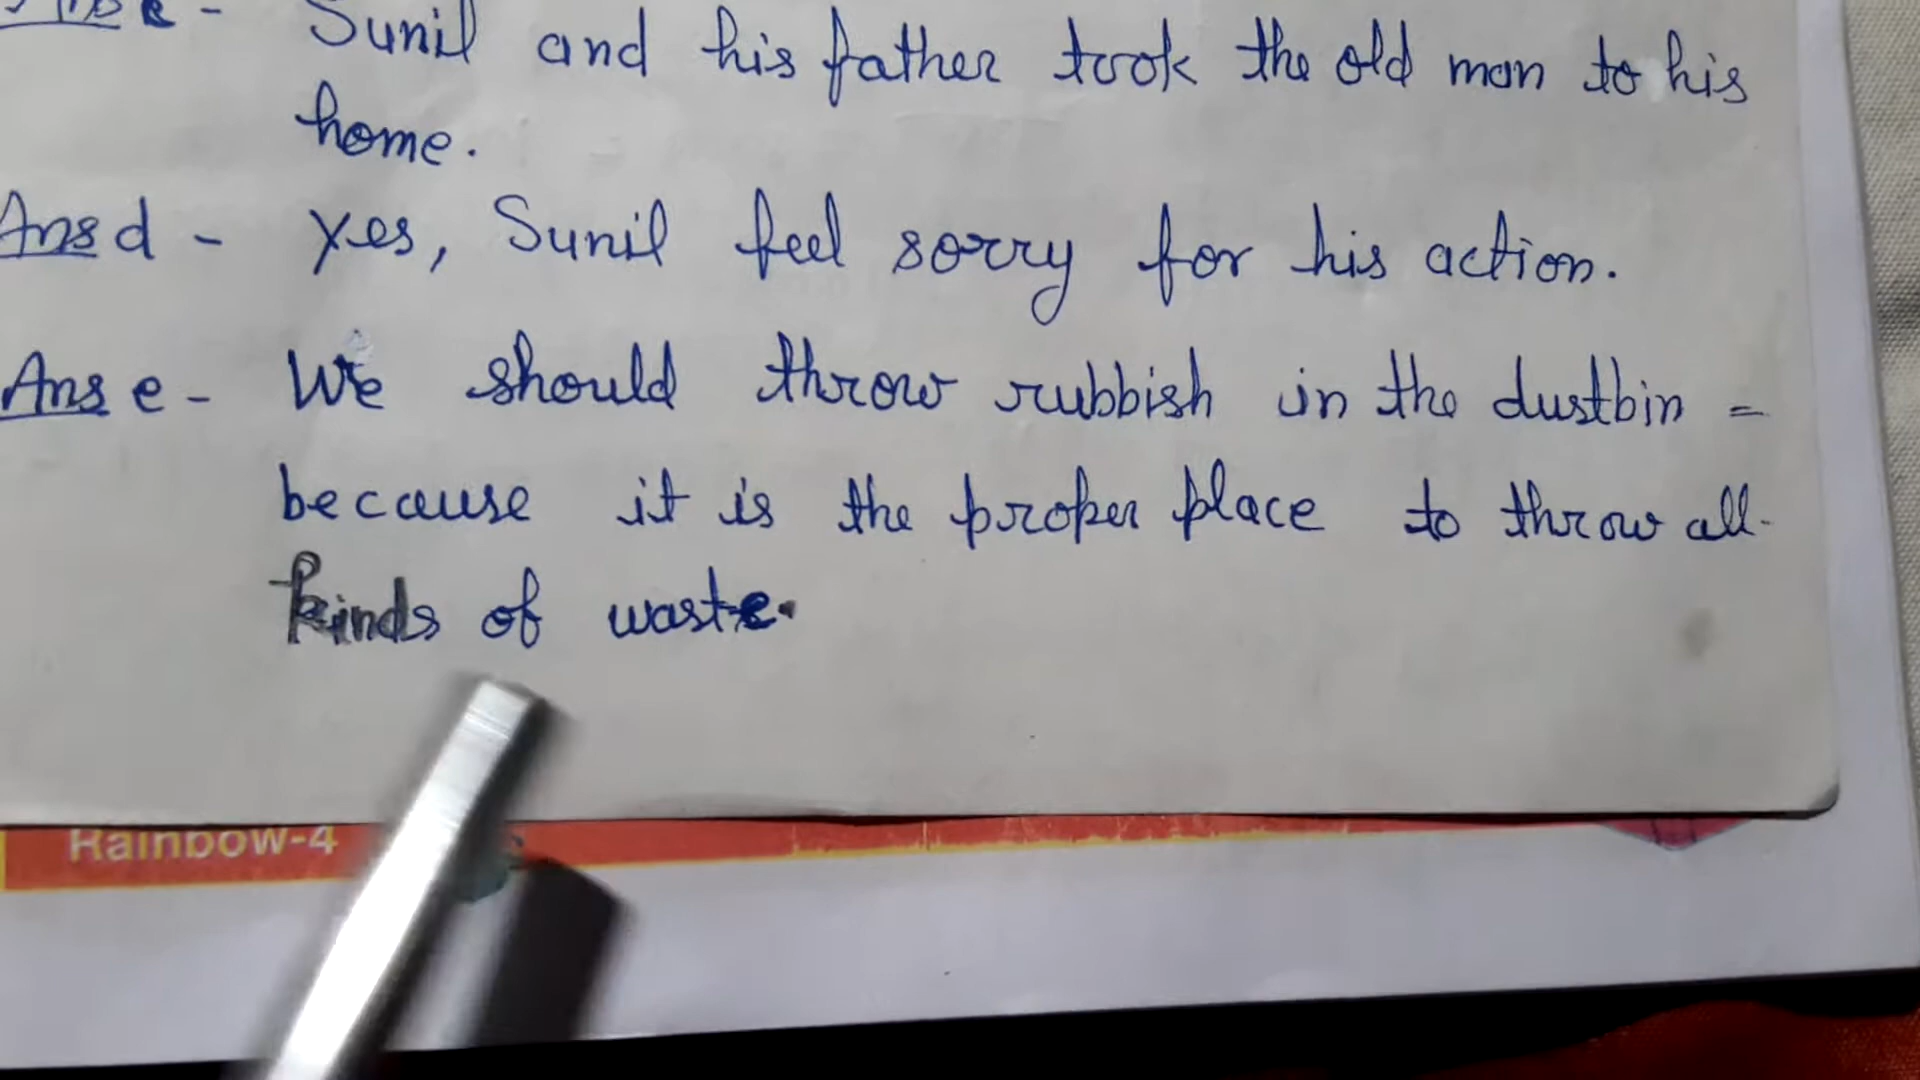 Sunil and his father took the old man to his
home.
Ans d - Yes, Sunil feel sorry for his action.
Ans e - We should throw rubbish in the dustbin -
because it is the proper place to throw all
kinds of waste.
Rainbow-4